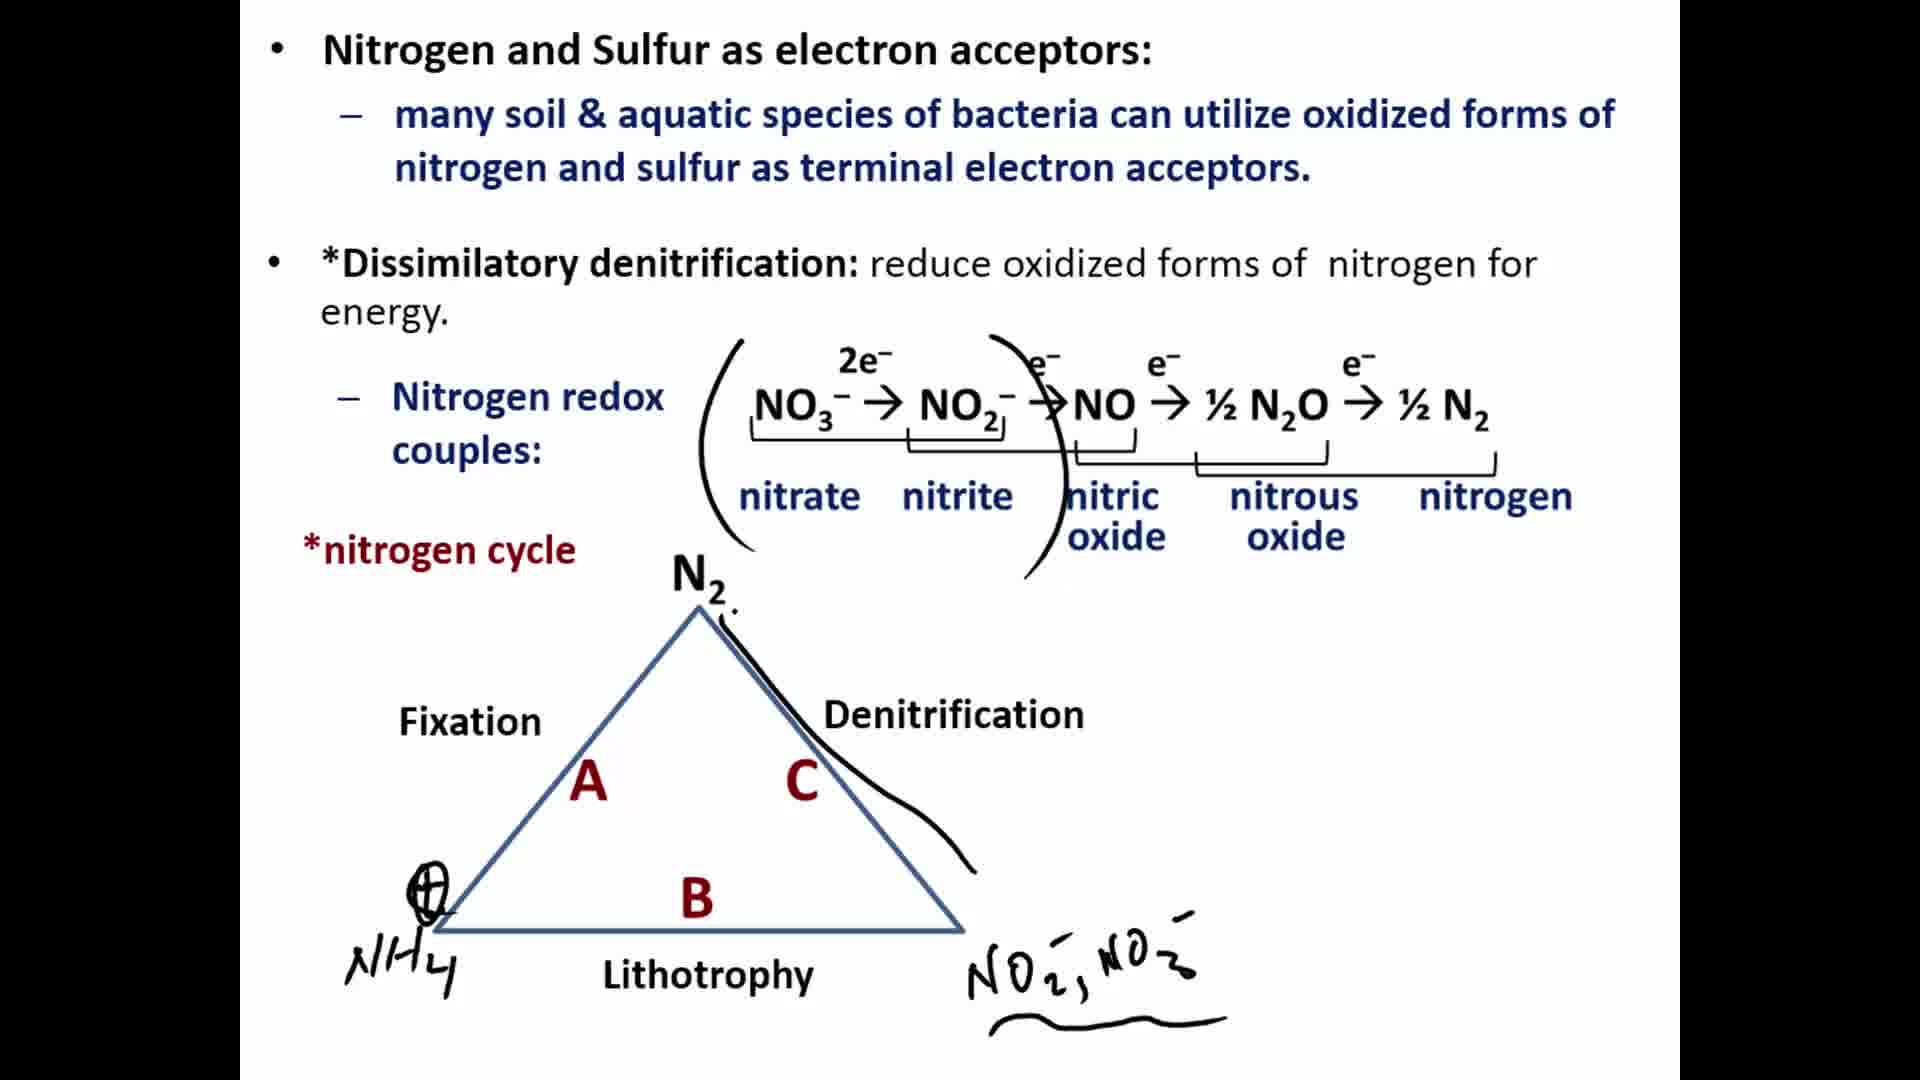 • Nitrogen and Sulfur as electron acceptors:
– many soil & aquatic species of bacteria can utilize oxidized forms of
nitrogen and sulfur as terminal electron acceptors.
• *Dissimilatory denitrification: reduce oxidized forms of nitrogen for
energy.
2e⁻ e⁻ e⁻ e⁻
– Nitrogen redox
couples:
NO₃⁻ → NO₂⁻ → NO → ½ N₂O → ½ N₂
nitrate nitrite nitric oxide nitrous oxide nitrogen
*nitrogen cycle
N₂
Fixation
Denitrification
A
C
B
NH₄⊕
Lithotrophy
NO₂⁻, NO₃⁻